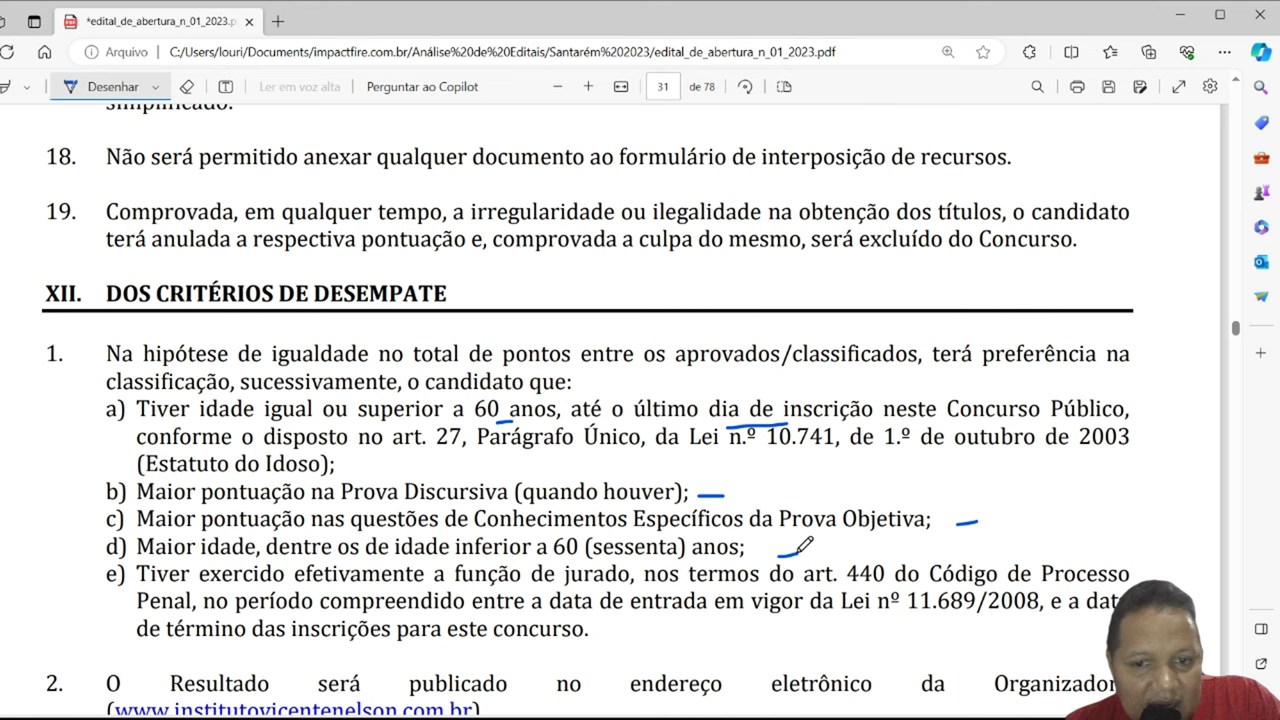 *edital_de_abertura_n_01_2023.p
Arquivo
C:/Users/louri/Documents/impactfire.com.br/Análise%20de%20Editais/Santarém%202023/edital_de_abertura_n_01_2023.pdf
Desenhar
Ler em voz alta
Perguntar ao Copilot
31 de 78
simplificado.
18. Não será permitido anexar qualquer documento ao formulário de interposição de recursos.
19. Comprovada, em qualquer tempo, a irregularidade ou ilegalidade na obtenção dos títulos, o candidato
terá anulada a respectiva pontuação e, comprovada a culpa do mesmo, será excluído do Concurso.
XII. DOS CRITÉRIOS DE DESEMPATE
1. Na hipótese de igualdade no total de pontos entre os aprovados/classificados, terá preferência na
classificação, sucessivamente, o candidato que:
a) Tiver idade igual ou superior a 60 anos, até o último dia de inscrição neste Concurso Público,
conforme o disposto no art. 27, Parágrafo Único, da Lei n.º 10.741, de 1.º de outubro de 2003
(Estatuto do Idoso);
b) Maior pontuação na Prova Discursiva (quando houver);
c) Maior pontuação nas questões de Conhecimentos Específicos da Prova Objetiva;
d) Maior idade, dentre os de idade inferior a 60 (sessenta) anos;
e) Tiver exercido efetivamente a função de jurado, nos termos do art. 440 do Código de Processo
Penal, no período compreendido entre a data de entrada em vigor da Lei nº 11.689/2008, e a dat
de término das inscrições para este concurso.
2. O Resultado será publicado no endereço eletrônico da Organizador
(www.institutovicentenelson.com.br)